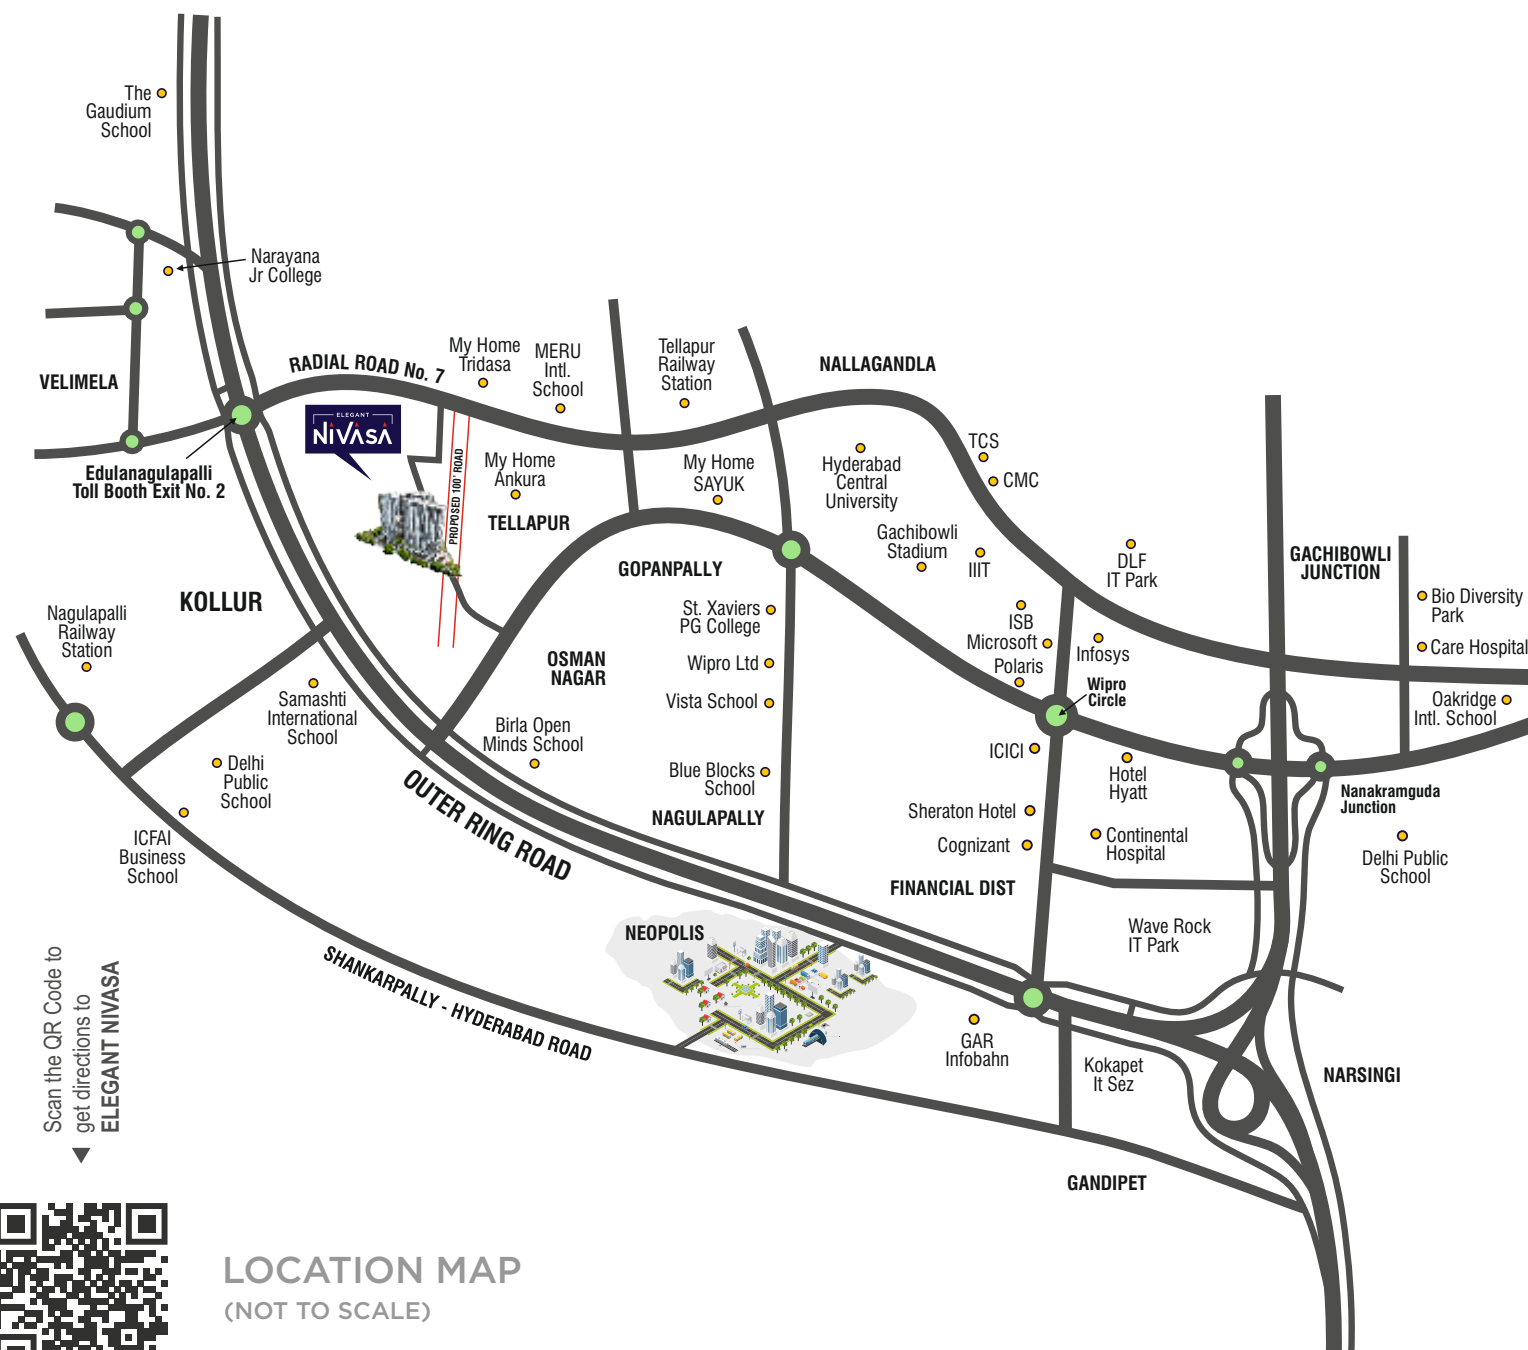 The
Gaudium
School
Narayana
Jr College
VELIMELA
RADIAL ROAD No. 7
My Home
Tridasa
MERU
Intl.
School
Tellapur
Railway
Station
NALLAGANDLA
ELEGANT
NIVASA
Edulanagulapalli
Toll Booth Exit No. 2
PROPOSED 100' ROAD
My Home
Ankura
TELLAPUR
My Home
SAYUK
Hyderabad
Central
University
TCS
CMC
Gachibowli
Stadium
IIIT
DLF
IT Park
GACHIBOWLI
JUNCTION
Bio Diversity
Park
Care Hospital
Oakridge
Intl. School
GOPANPALLY
KOLLUR
Nagulapalli
Railway
Station
St. Xaviers
PG College
Wipro Ltd
Vista School
ISB
Microsoft
Polaris
Infosys
Wipro
Circle
OSMAN
NAGAR
Samashti
International
School
Birla Open
Minds School
Delhi
Public
School
Blue Blocks
School
NAGULAPALLY
ICICI
Hotel
Hyatt
Nanakramguda
Junction
Sheraton Hotel
Cognizant
Continental
Hospital
Delhi Public
School
ICFAI
Business
School
OUTER RING ROAD
FINANCIAL DIST
Wave Rock
IT Park
NEOPOLIS
SHANKARPALLY - HYDERABAD ROAD
GAR
Infobahn
Kokapet
It Sez
NARSINGI
GANDIPET
Scan the QR Code to
get directions to
ELEGANT NIVASA
LOCATION MAP
(NOT TO SCALE)